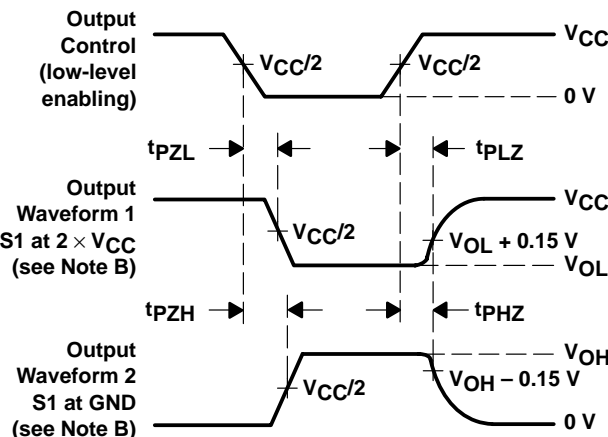 Output
Control
(low-level
enabling)
VCC
VCC/2
VCC/2
0 V
tPZL
tPLZ
Output
Waveform 1
S1 at 2 × VCC
(see Note B)
VCC
VCC/2
VOL + 0.15 V
VOL
tPZH
tPHZ
Output
Waveform 2
S1 at GND
(see Note B)
VOH
VCC/2
VOH – 0.15 V
0 V